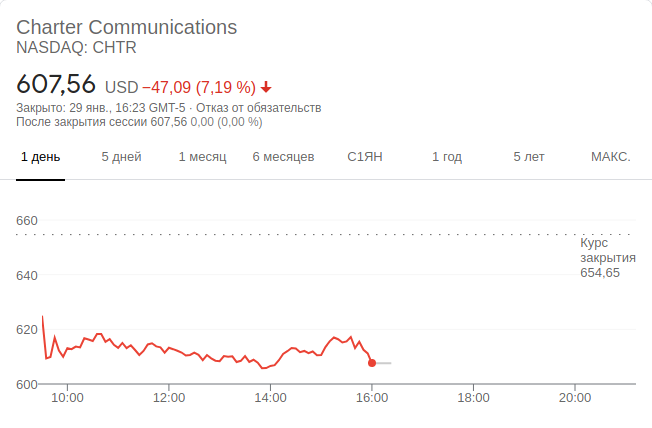 Charter Communications
NASDAQ: CHTR
607,56 USD −47,09 (7,19 %)
Закрыто: 29 янв., 16:23 GMT-5 · Отказ от обязательств
После закрытия сессии 607,56 0,00 (0,00 %)
1 день 5 дней 1 месяц 6 месяцев С1ЯН 1 год 5 лет МАКС.
660
Курс
закрытия
654,65
640
620
600
10:00 12:00 14:00 16:00 18:00 20:00